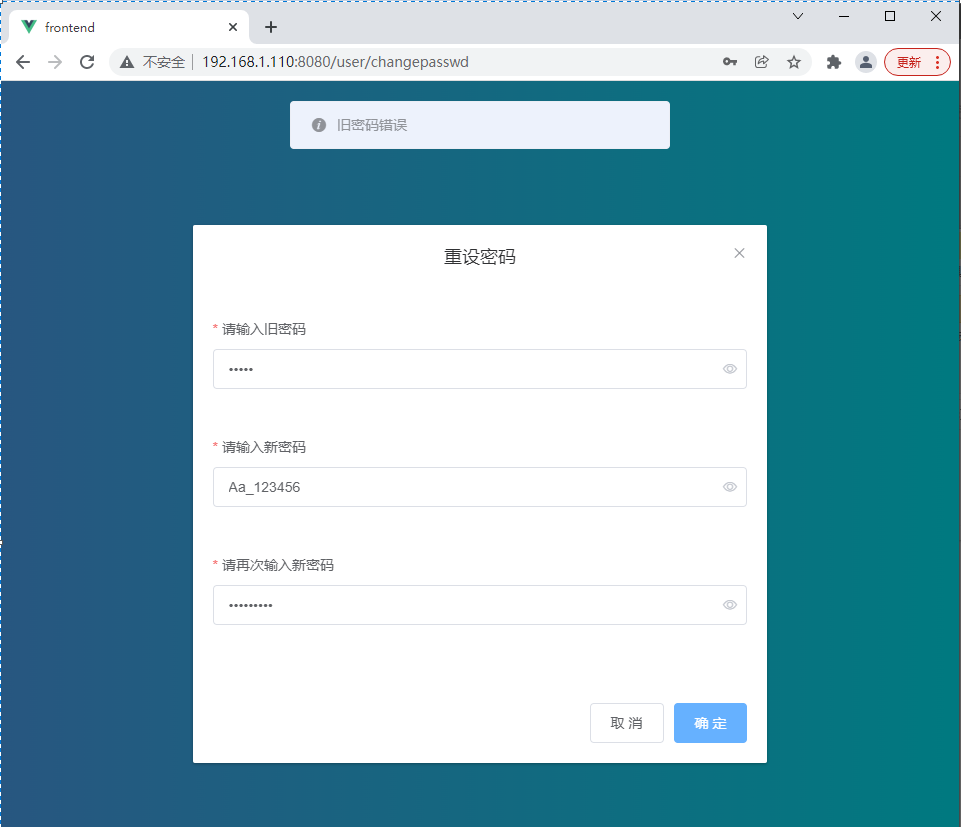 frontend
不安全 192.168.1.110:8080/user/changepasswd 更新
旧密码错误
重设密码
* 请输入旧密码
•••••
* 请输入新密码
Aa_123456
* 请再次输入新密码
•••••••••
取 消 确 定